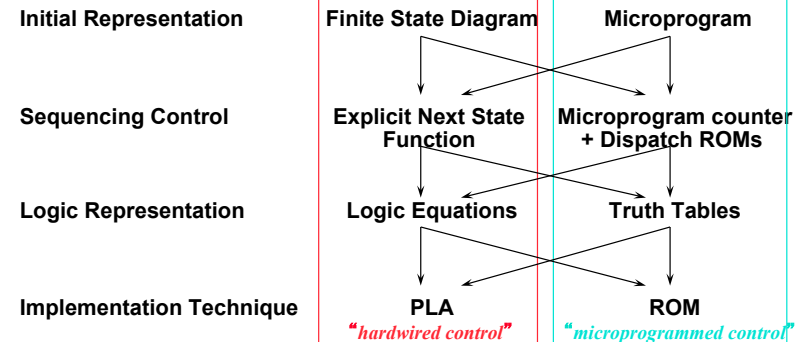 Initial Representation Finite State Diagram Microprogram
Sequencing Control Explicit Next State Microprogram counter
Function + Dispatch ROMs
Logic Representation Logic Equations Truth Tables
Implementation Technique PLA ROM
“hardwired control” “microprogrammed control”